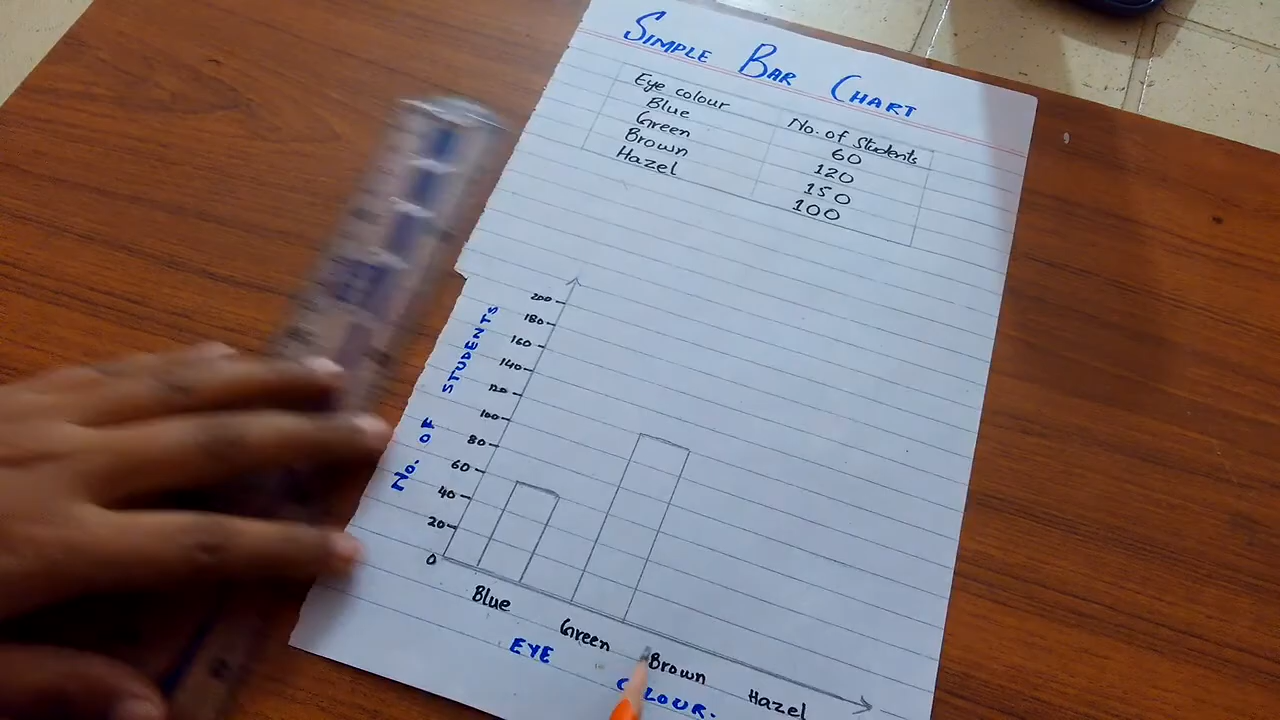 SIMPLE BAR CHART
Eye colour No. of Students
Blue 60
Green 120
Brown 150
Hazel 100
200
180
160
140
120
100
80
60
40
20
0
No. OF STUDENTS
Blue Green Brown Hazel
EYE COLOUR.